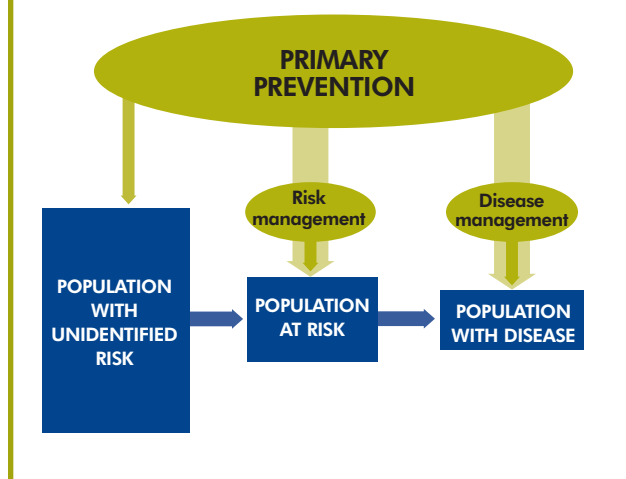 PRIMARY
PREVENTION
Risk
management
Disease
management
POPULATION
WITH
UNIDENTIFIED
RISK
POPULATION
AT RISK
POPULATION
WITH DISEASE